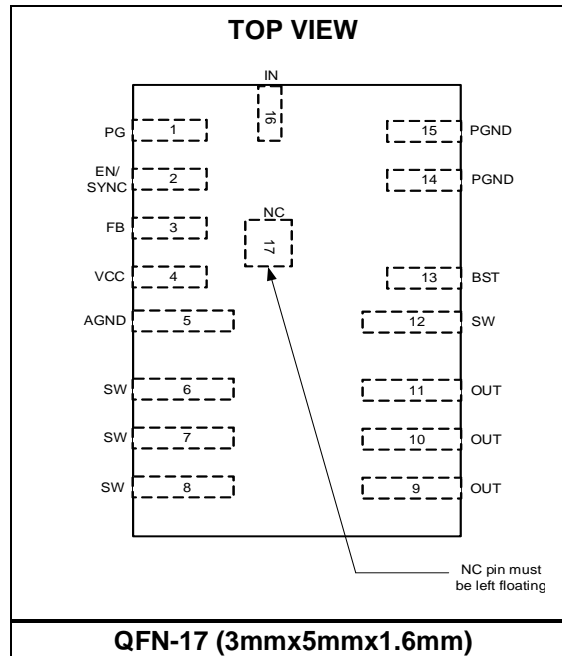 TOP VIEW
IN
16
PG 1
15 PGND
EN/
SYNC
2
14 PGND
FB 3
NC
17
VCC 4
13 BST
AGND 5
12 SW
SW 6
11 OUT
SW 7
10 OUT
SW 8
9 OUT
NC pin must
be left floating
QFN-17 (3mmx5mmx1.6mm)